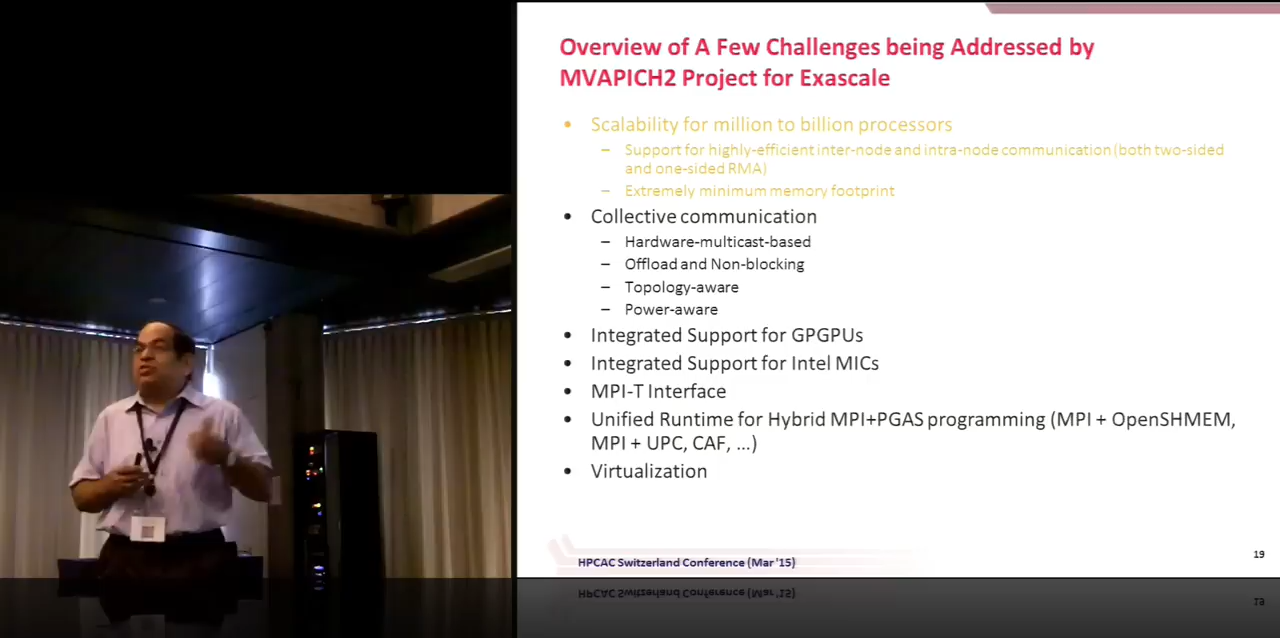 Overview of A Few Challenges being Addressed by
MVAPICH2 Project for Exascale
• Scalability for million to billion processors
– Support for highly-efficient inter-node and intra-node communication (both two-sided
and one-sided RMA)
– Extremely minimum memory footprint
• Collective communication
– Hardware-multicast-based
– Offload and Non-blocking
– Topology-aware
– Power-aware
• Integrated Support for GPGPUs
• Integrated Support for Intel MICs
• MPI-T Interface
• Unified Runtime for Hybrid MPI+PGAS programming (MPI + OpenSHMEM,
MPI + UPC, CAF, ...)
• Virtualization
HPCAC Switzerland Conference (Mar '15)
19